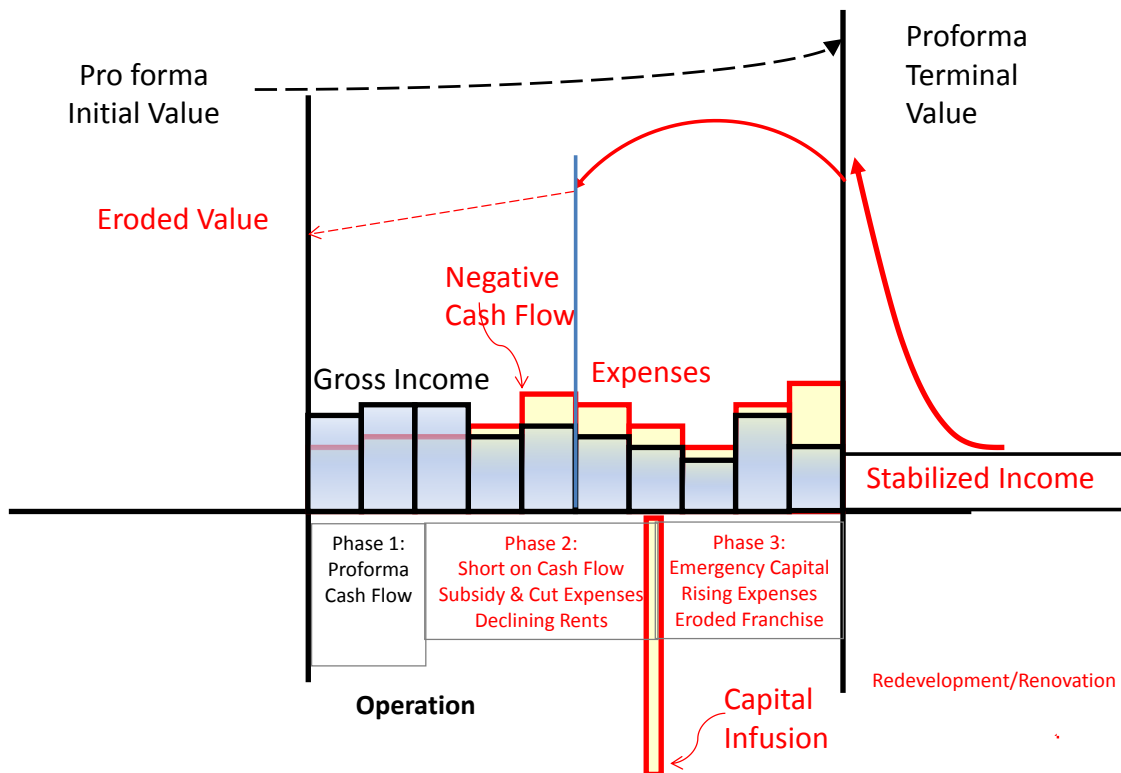 Pro forma
Initial Value
Proforma
Terminal
Value
Eroded Value
Negative
Cash Flow
Gross Income
Expenses
Stabilized Income
Phase 1:
Proforma
Cash Flow
Phase 2:
Short on Cash Flow
Subsidy & Cut Expenses
Declining Rents
Phase 3:
Emergency Capital
Rising Expenses
Eroded Franchise
Operation
Capital
Infusion
Redevelopment/Renovation